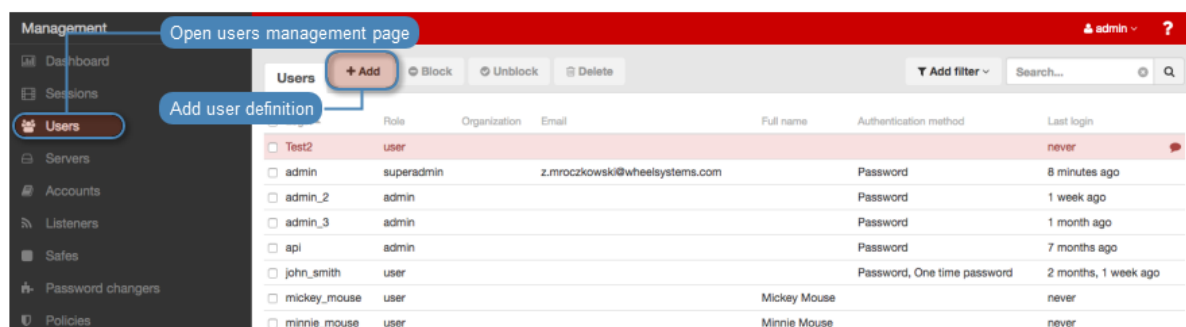 Management
Open users management page
admin
?
Dashboard
Users
+ Add
Block
Unblock
Delete
Add filter
Search...
Sessions
Add user definition
Users
Role
Organization
Email
Full name
Authentication method
Last login
Test2 user never
Servers
admin superadmin z.mroczkowski@wheelsystems.com Password 8 minutes ago
Accounts
admin_2 admin Password 1 week ago
Listeners
admin_3 admin Password 1 month ago
api admin Password 7 months ago
Safes
john_smith user Password, One time password 2 months, 1 week ago
Password changers
mickey_mouse user Mickey Mouse never
Policies
minnie_mouse user Minnie Mouse never